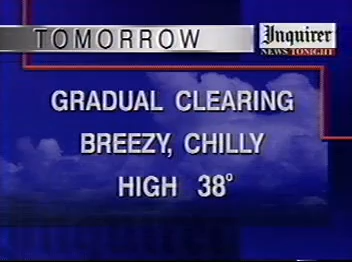 TOMORROW
Inquirer
NEWS TONIGHT
GRADUAL CLEARING
BREEZY, CHILLY
HIGH 38°